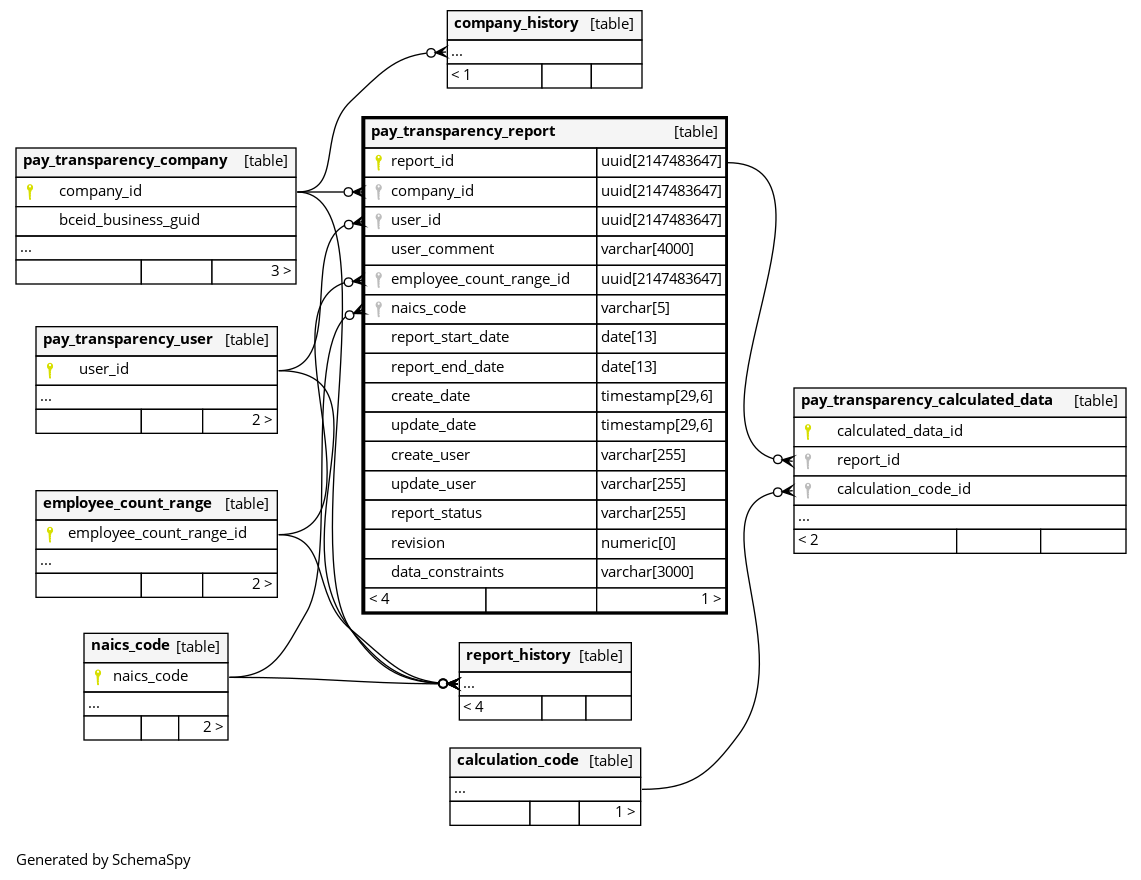 company_history [table]
...
< 1
pay_transparency_company [table]
company_id
bceid_business_guid
...
3 >
pay_transparency_user [table]
user_id
...
2 >
employee_count_range [table]
employee_count_range_id
...
2 >
naics_code [table]
naics_code
...
2 >
pay_transparency_report [table]
report_id uuid[2147483647]
company_id uuid[2147483647]
user_id uuid[2147483647]
user_comment varchar[4000]
employee_count_range_id uuid[2147483647]
naics_code varchar[5]
report_start_date date[13]
report_end_date date[13]
create_date timestamp[29,6]
update_date timestamp[29,6]
create_user varchar[255]
update_user varchar[255]
report_status varchar[255]
revision numeric[0]
data_constraints varchar[3000]
< 4 1 >
report_history [table]
...
< 4
calculation_code [table]
...
1 >
pay_transparency_calculated_data [table]
calculated_data_id
report_id
calculation_code_id
...
< 2
Generated by SchemaSpy